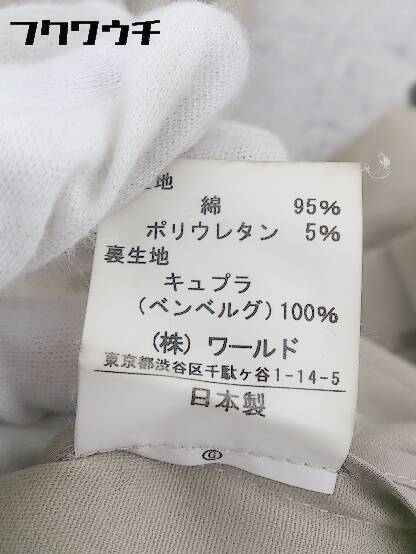 フクワウチ
生地
綿 95%
ポリウレタン 5%
裏生地
キュプラ
(ベンベルグ)100%
(株) ワールド
東京都渋谷区千駄ヶ谷1-14-5
日本製
G